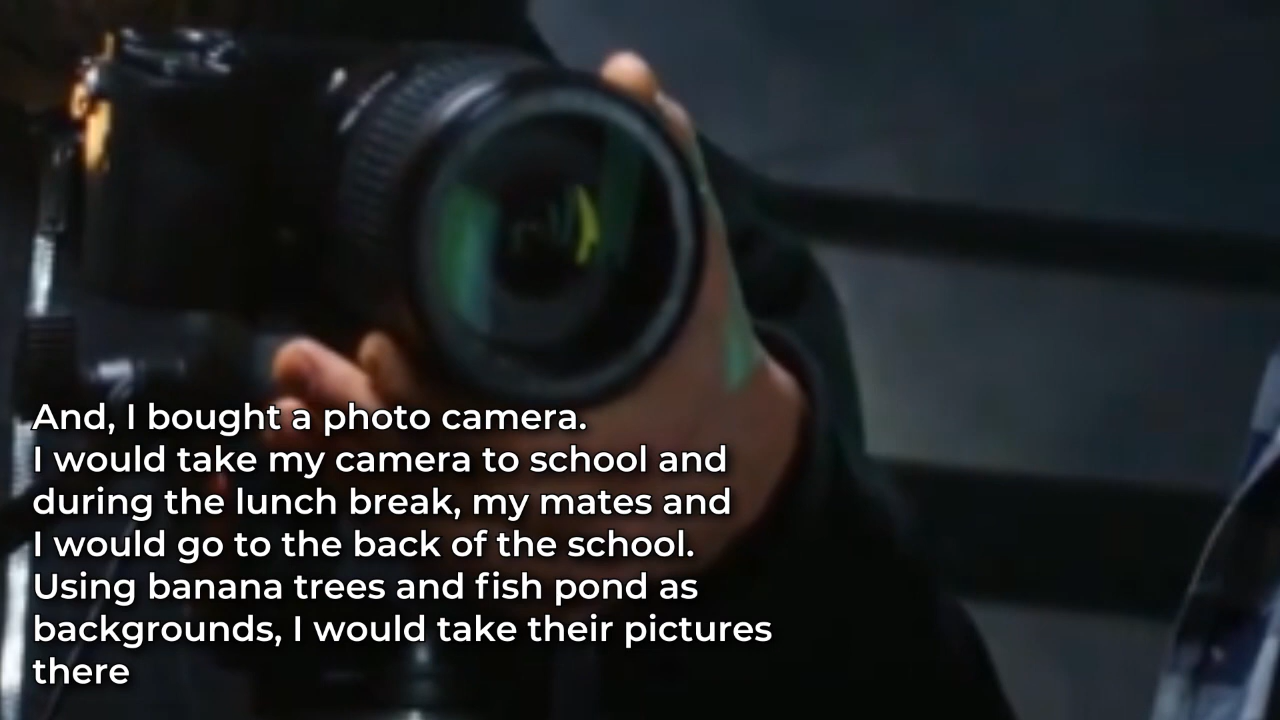 And, I bought a photo camera.
I would take my camera to school and
during the lunch break, my mates and
I would go to the back of the school.
Using banana trees and fish pond as
backgrounds, I would take their pictures
there